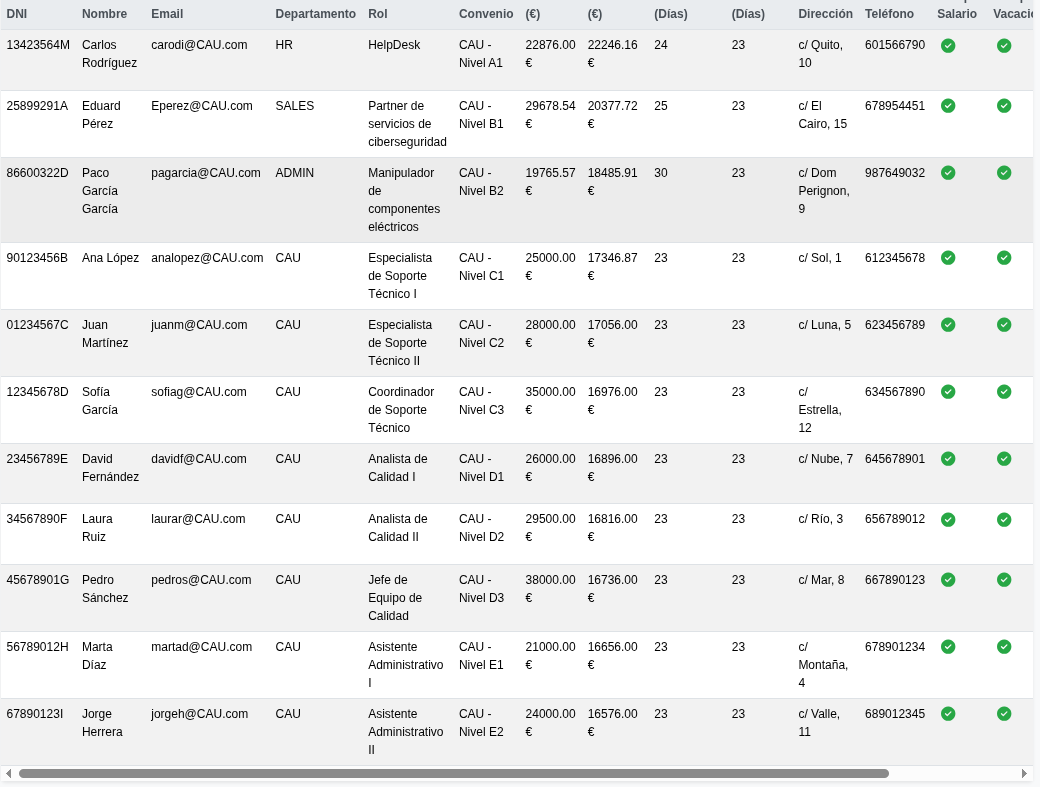 DNI Nombre Email Departamento Rol Convenio (€) (€) (Días) (Días) Dirección Teléfono Salario Vacacio
13423564M Carlos carodi@CAU.com HR HelpDesk CAU - 22876.00 22246.16 24 23 c/ Quito, 601566790
Rodríguez Nivel A1 € € 10
25899291A Eduard Eperez@CAU.com SALES Partner de CAU - 29678.54 20377.72 25 23 c/ El 678954451
Pérez servicios de Nivel B1 € € Cairo, 15
ciberseguridad
86600322D Paco pagarcia@CAU.com ADMIN Manipulador CAU - 19765.57 18485.91 30 23 c/ Dom 987649032
García de Nivel B2 € € Perignon,
García componentes 9
eléctricos
90123456B Ana López analopez@CAU.com CAU Especialista CAU - 25000.00 17346.87 23 23 c/ Sol, 1 612345678
de Soporte Nivel C1 € €
Técnico I
01234567C Juan juanm@CAU.com CAU Especialista CAU - 28000.00 17056.00 23 23 c/ Luna, 5 623456789
Martínez de Soporte Nivel C2 € €
Técnico II
12345678D Sofía sofiag@CAU.com CAU Coordinador CAU - 35000.00 16976.00 23 23 c/ 634567890
García de Soporte Nivel C3 € € Estrella,
Técnico 12
23456789E David davidf@CAU.com CAU Analista de CAU - 26000.00 16896.00 23 23 c/ Nube, 7 645678901
Fernández Calidad I Nivel D1 € €
34567890F Laura laurar@CAU.com CAU Analista de CAU - 29500.00 16816.00 23 23 c/ Río, 3 656789012
Ruiz Calidad II Nivel D2 € €
45678901G Pedro pedros@CAU.com CAU Jefe de CAU - 38000.00 16736.00 23 23 c/ Mar, 8 667890123
Sánchez Equipo de Nivel D3 € €
Calidad
56789012H Marta martad@CAU.com CAU Asistente CAU - 21000.00 16656.00 23 23 c/ 678901234
Díaz Administrativo Nivel E1 € € Montaña,
I 4
67890123I Jorge jorgeh@CAU.com CAU Asistente CAU - 24000.00 16576.00 23 23 c/ Valle, 689012345
Herrera Administrativo Nivel E2 € € 11
II